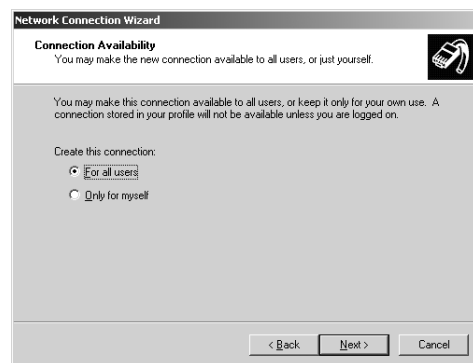 Network Connection Wizard
Connection Availability
You may make the new connection available to all users, or just yourself.
You may make this connection available to all users, or keep it only for your own use. A
connection stored in your profile will not be available unless you are logged on.
Create this connection:
For all users
Only for myself
< Back
Next >
Cancel